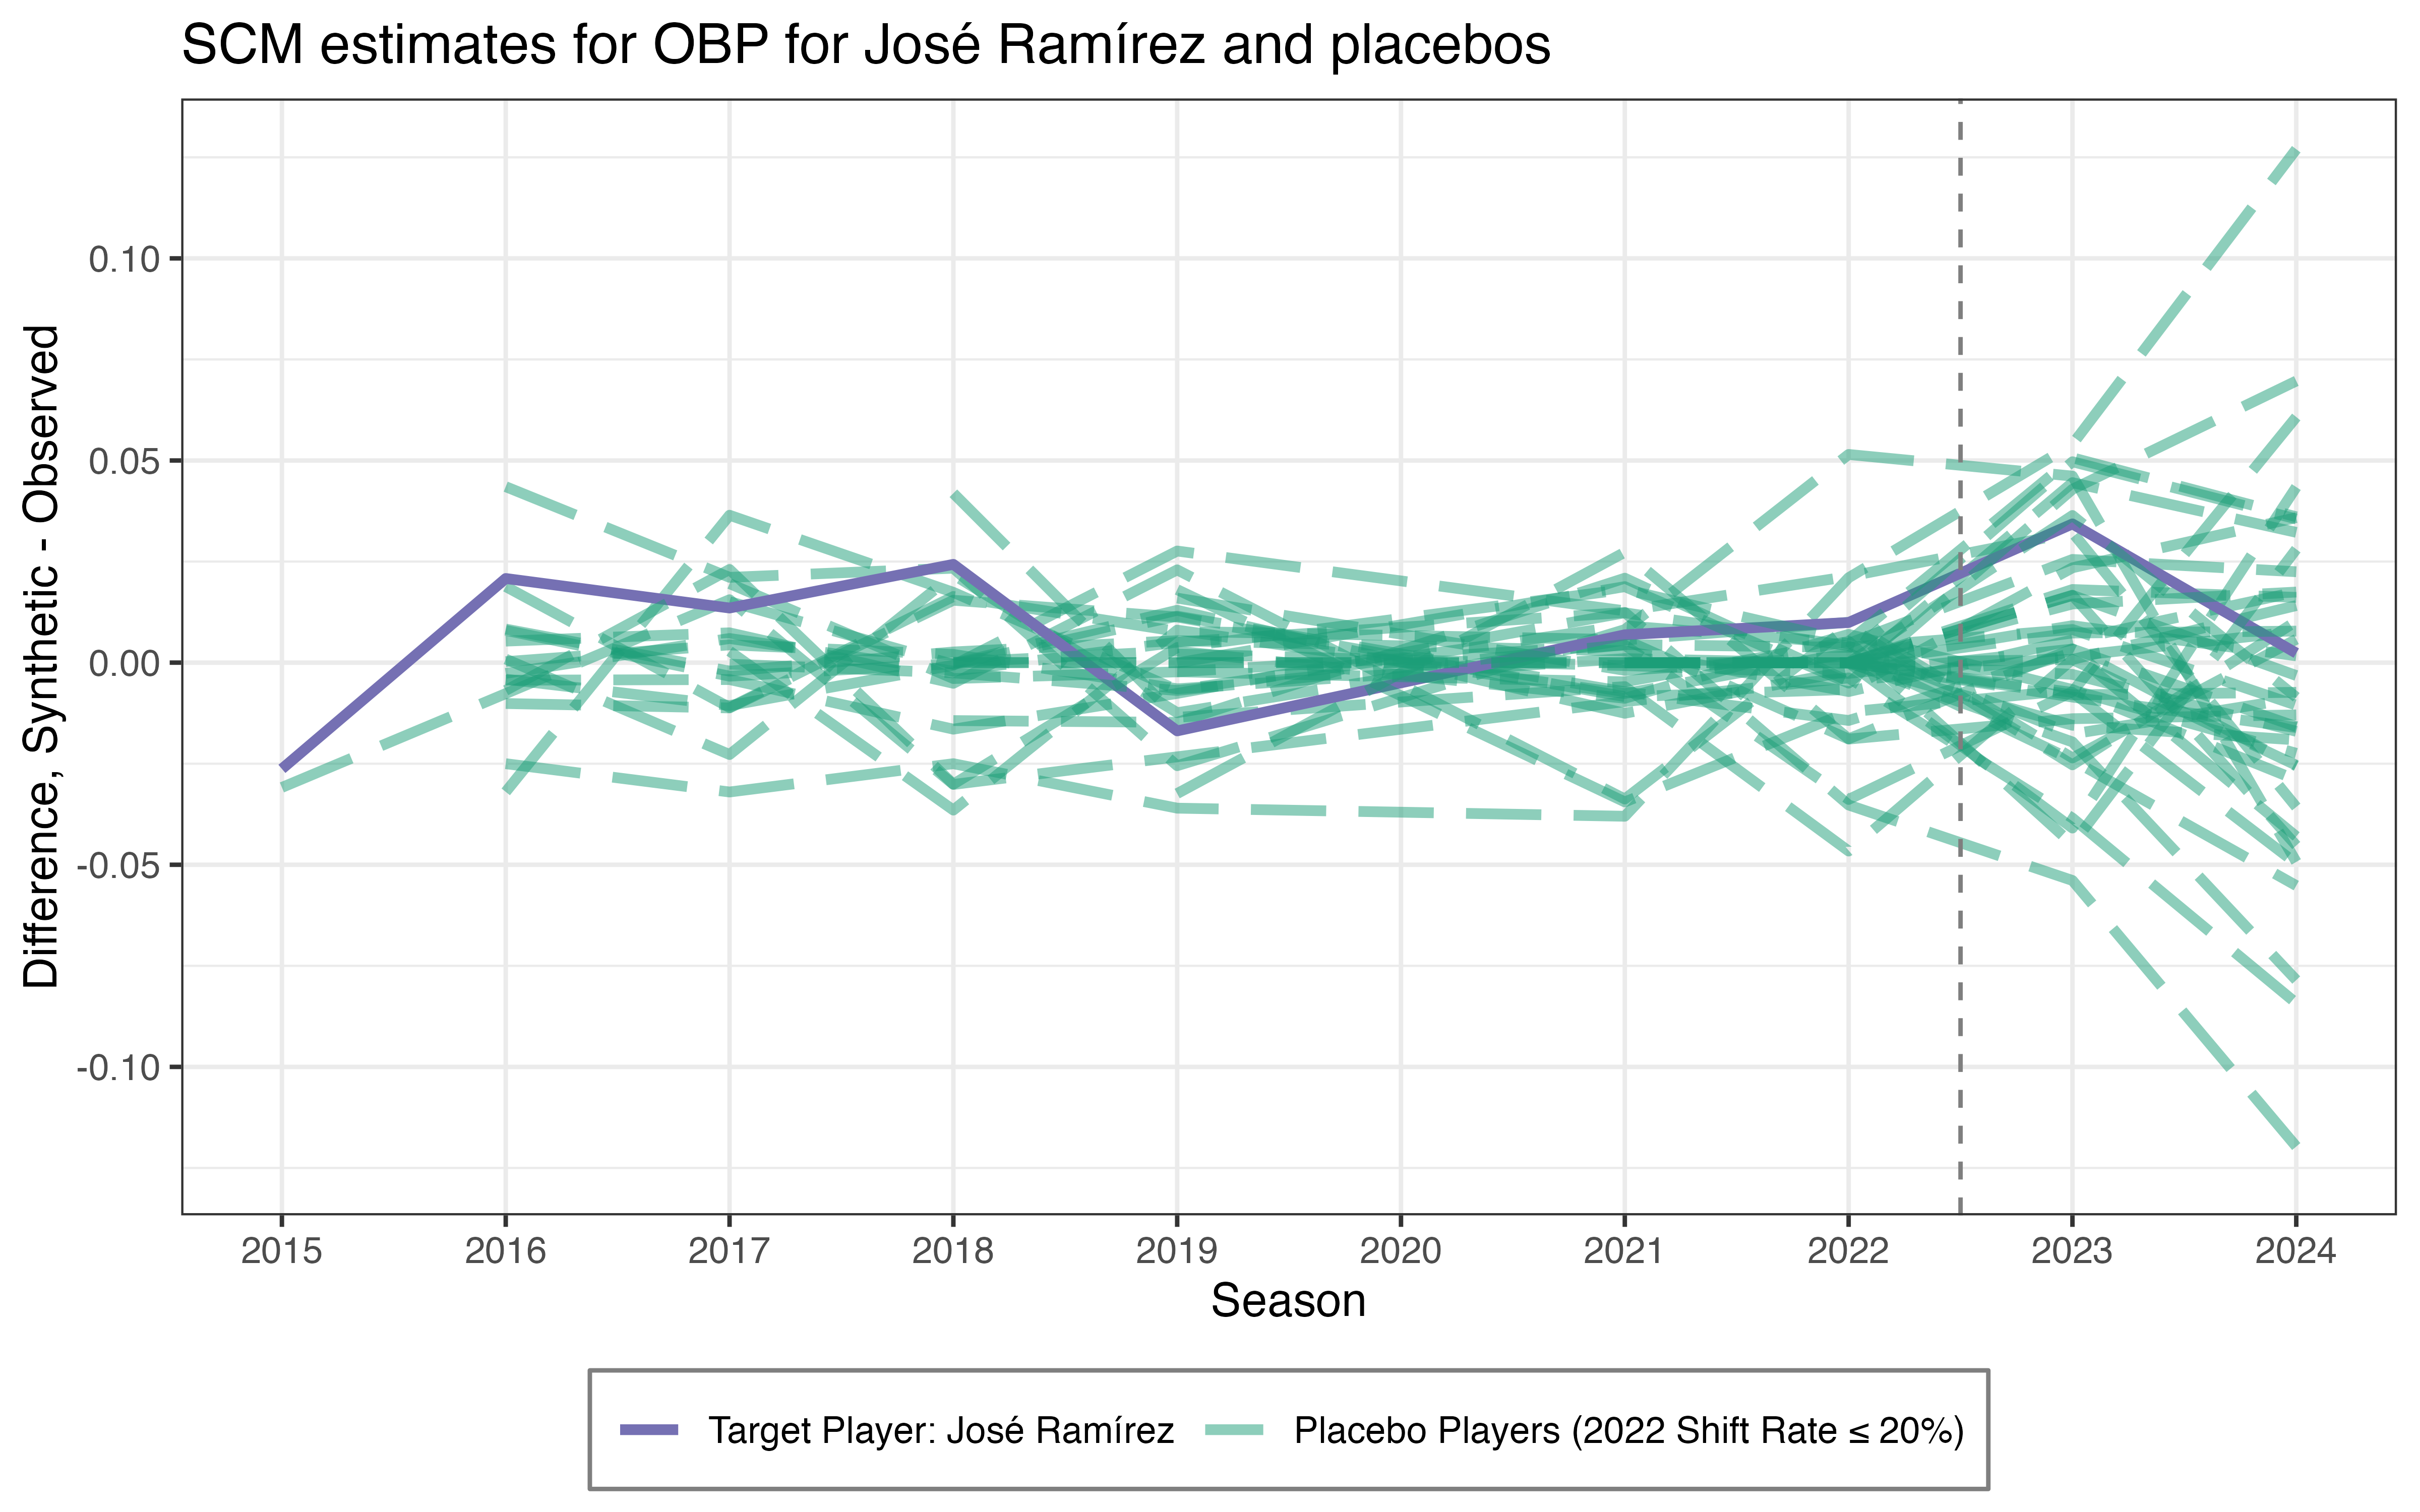 SCM estimates for OBP for José Ramírez and placebos
Difference, Synthetic - Observed
0.10
0.05
0.00
-0.05
-0.10
2015 2016 2017 2018 2019 2020 2021 2022 2023 2024
Season
Target Player: José Ramírez Placebo Players (2022 Shift Rate ≤ 20%)